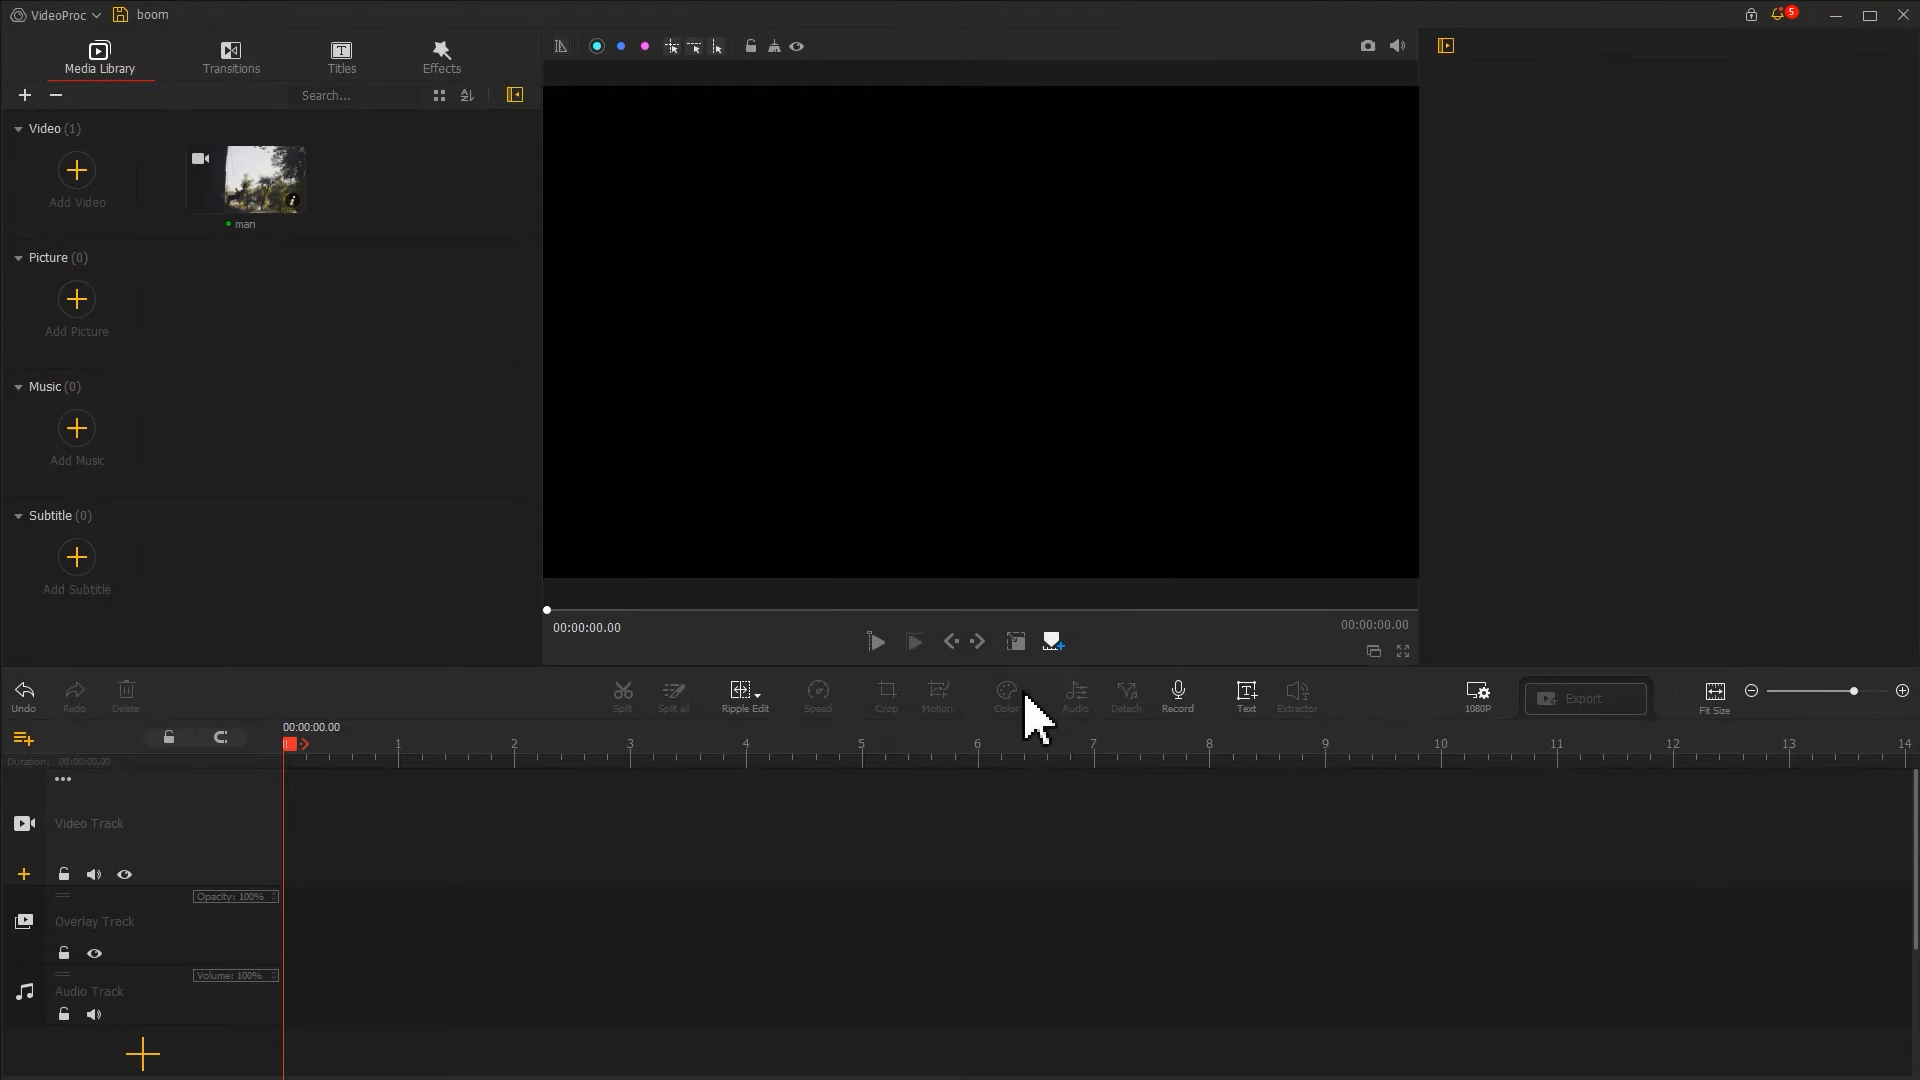 VideoProc
boom
5
Media Library
Transitions
Titles
Effects
Search...
Video (1)
Add Video
man
Picture (0)
Add Picture
Music (0)
Add Music
Subtitle (0)
Add Subtitle
00:00:00.00
00:00:00.00
Undo
Redo
Delete
Split
Split all
Ripple Edit
Speed
Crop
Motion
Color
Audio
Detach
Record
Text
Extractor
1080P
Export
Fit Size
00:00:00.00
1 2 3 4 5 6 7 8 9 10 11 12 13 14
Duration: 00:00:00.00
Video Track
Opacity: 100%
Overlay Track
Volume: 100%
Audio Track